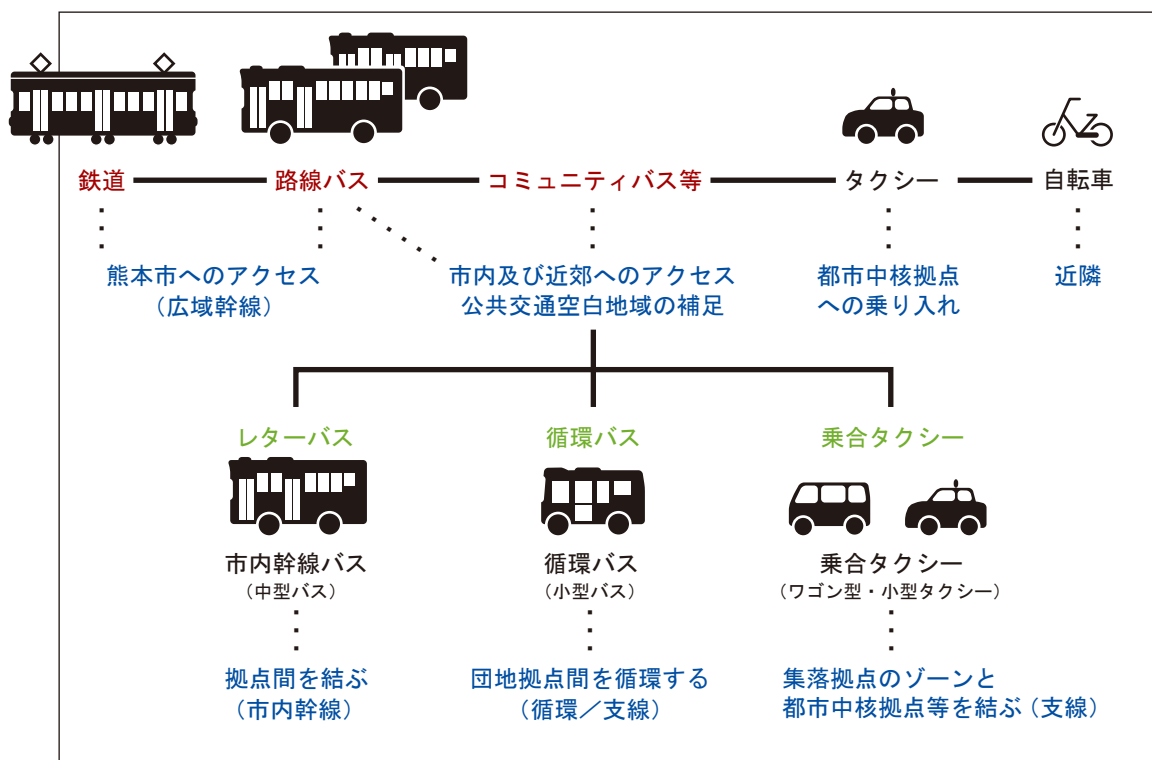 鉄道
路線バス
コミュニティバス等
タクシー
自転車
熊本市へのアクセス
（広域幹線）
市内及び近郊へのアクセス
公共交通空白地域の補足
都市中核拠点
への乗り入れ
近隣
レターバス
循環バス
乗合タクシー
市内幹線バス
（中型バス）
循環バス
（小型バス）
乗合タクシー
（ワゴン型・小型タクシー）
拠点間を結ぶ
（市内幹線）
団地拠点間を循環する
（循環／支線）
集落拠点のゾーンと
都市中核拠点等を結ぶ（支線）